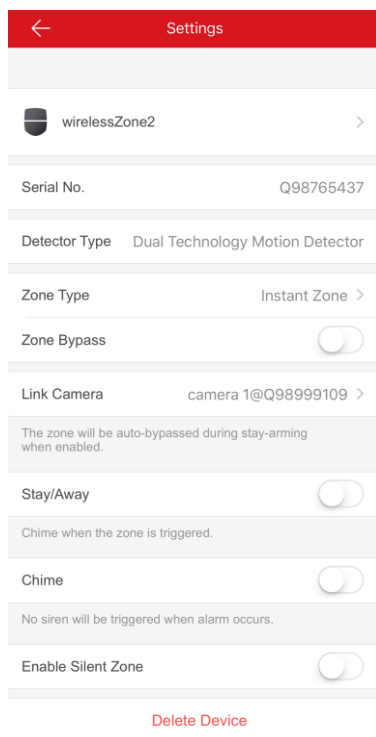 Settings
wirelessZone2
Serial No. Q98765437
Detector Type Dual Technology Motion Detector
Zone Type Instant Zone
Zone Bypass
Link Camera camera 1@Q98999109
The zone will be auto-bypassed during stay-arming
when enabled.
Stay/Away
Chime when the zone is triggered.
Chime
No siren will be triggered when alarm occurs.
Enable Silent Zone
Delete Device